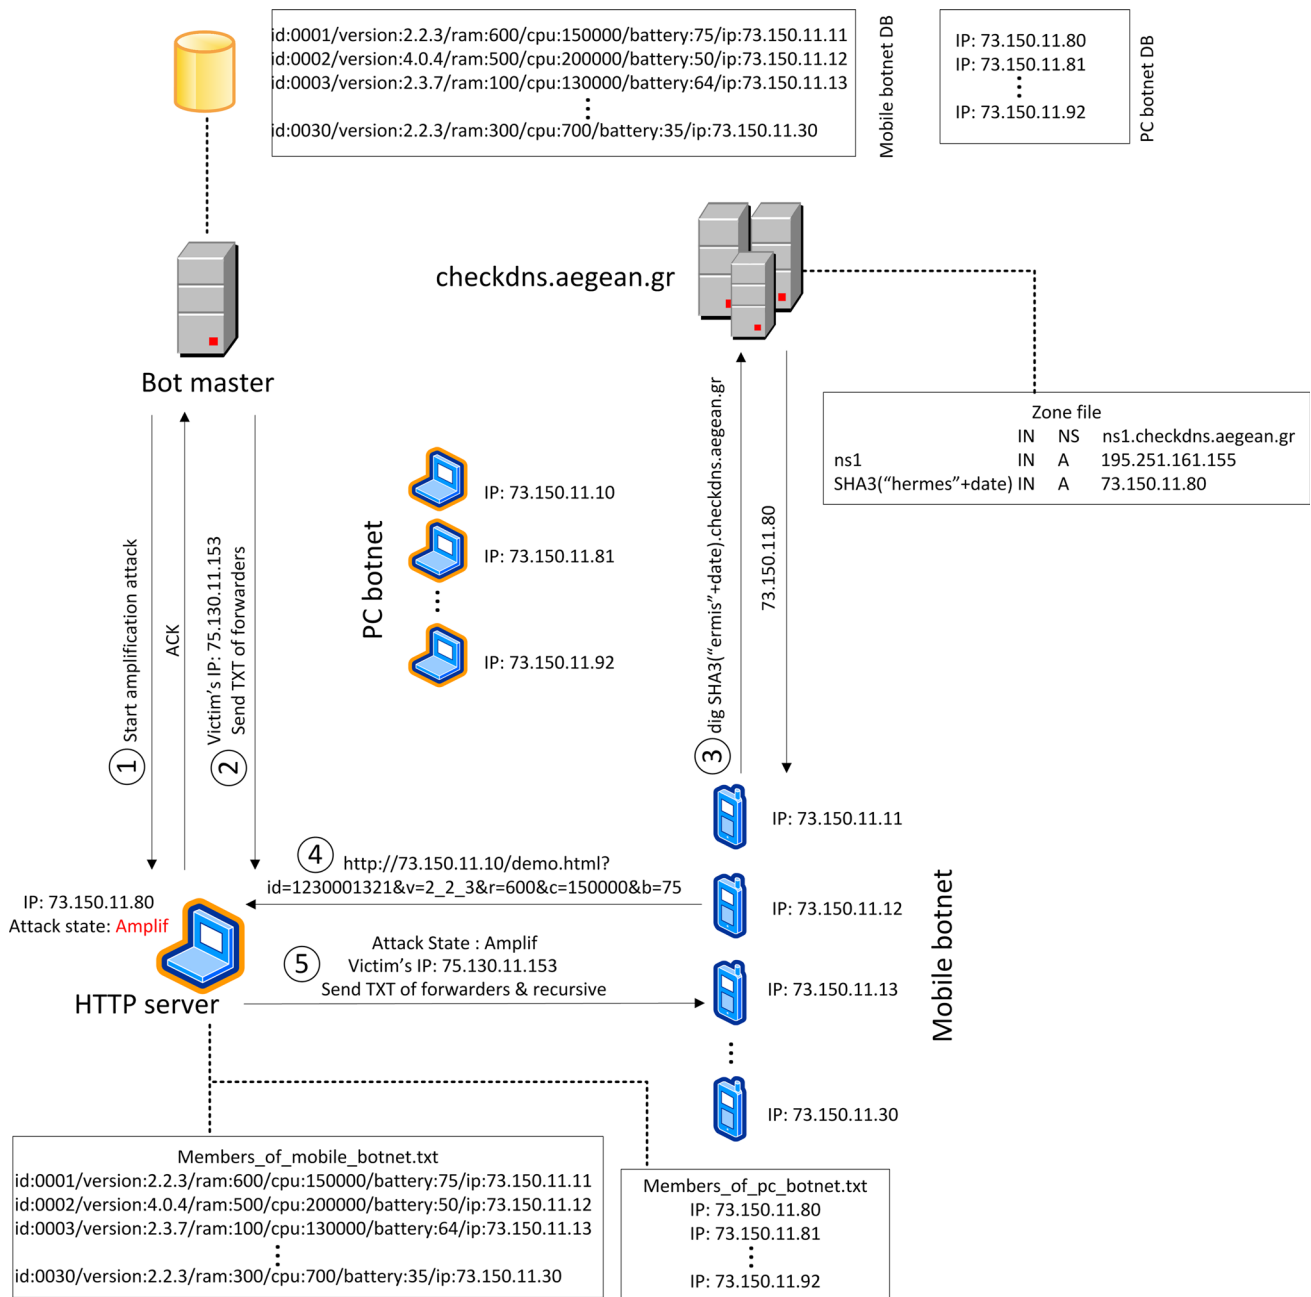 id:0001/version:2.2.3/ram:600/cpu:150000/battery:75/ip:73.150.11.11
id:0002/version:4.0.4/ram:500/cpu:200000/battery:50/ip:73.150.11.12
id:0003/version:2.3.7/ram:100/cpu:130000/battery:64/ip:73.150.11.13
id:0030/version:2.2.3/ram:300/cpu:700/battery:35/ip:73.150.11.30
Mobile botnet DB
IP: 73.150.11.80
IP: 73.150.11.81
IP: 73.150.11.92
PC botnet DB
checkdns.aegean.gr
Bot master
Zone file
IN NS ns1.checkdns.aegean.gr
ns1 IN A 195.251.161.155
SHA3("hermes"+date) IN A 73.150.11.80
1 Start amplification attack
ACK
2
Victim's IP: 75.130.11.153
Send TXT of forwarders
PC botnet
IP: 73.150.11.10
IP: 73.150.11.81
IP: 73.150.11.92
3 dig SHA3("ermis"+date).checkdns.aegean.gr
73.150.11.80
IP: 73.150.11.11
IP: 73.150.11.12
IP: 73.150.11.13
IP: 73.150.11.30
Mobile botnet
4
http://73.150.11.10/demo.html?
id=1230001321&v=2_2_3&r=600&c=150000&b=75
IP: 73.150.11.80
Attack state: Amplif
HTTP server
5
Attack State : Amplif
Victim's IP: 75.130.11.153
Send TXT of forwarders & recursive
Members_of_mobile_botnet.txt
id:0001/version:2.2.3/ram:600/cpu:150000/battery:75/ip:73.150.11.11
id:0002/version:4.0.4/ram:500/cpu:200000/battery:50/ip:73.150.11.12
id:0003/version:2.3.7/ram:100/cpu:130000/battery:64/ip:73.150.11.13
id:0030/version:2.2.3/ram:300/cpu:700/battery:35/ip:73.150.11.30
Members_of_pc_botnet.txt
IP: 73.150.11.80
IP: 73.150.11.81
IP: 73.150.11.92